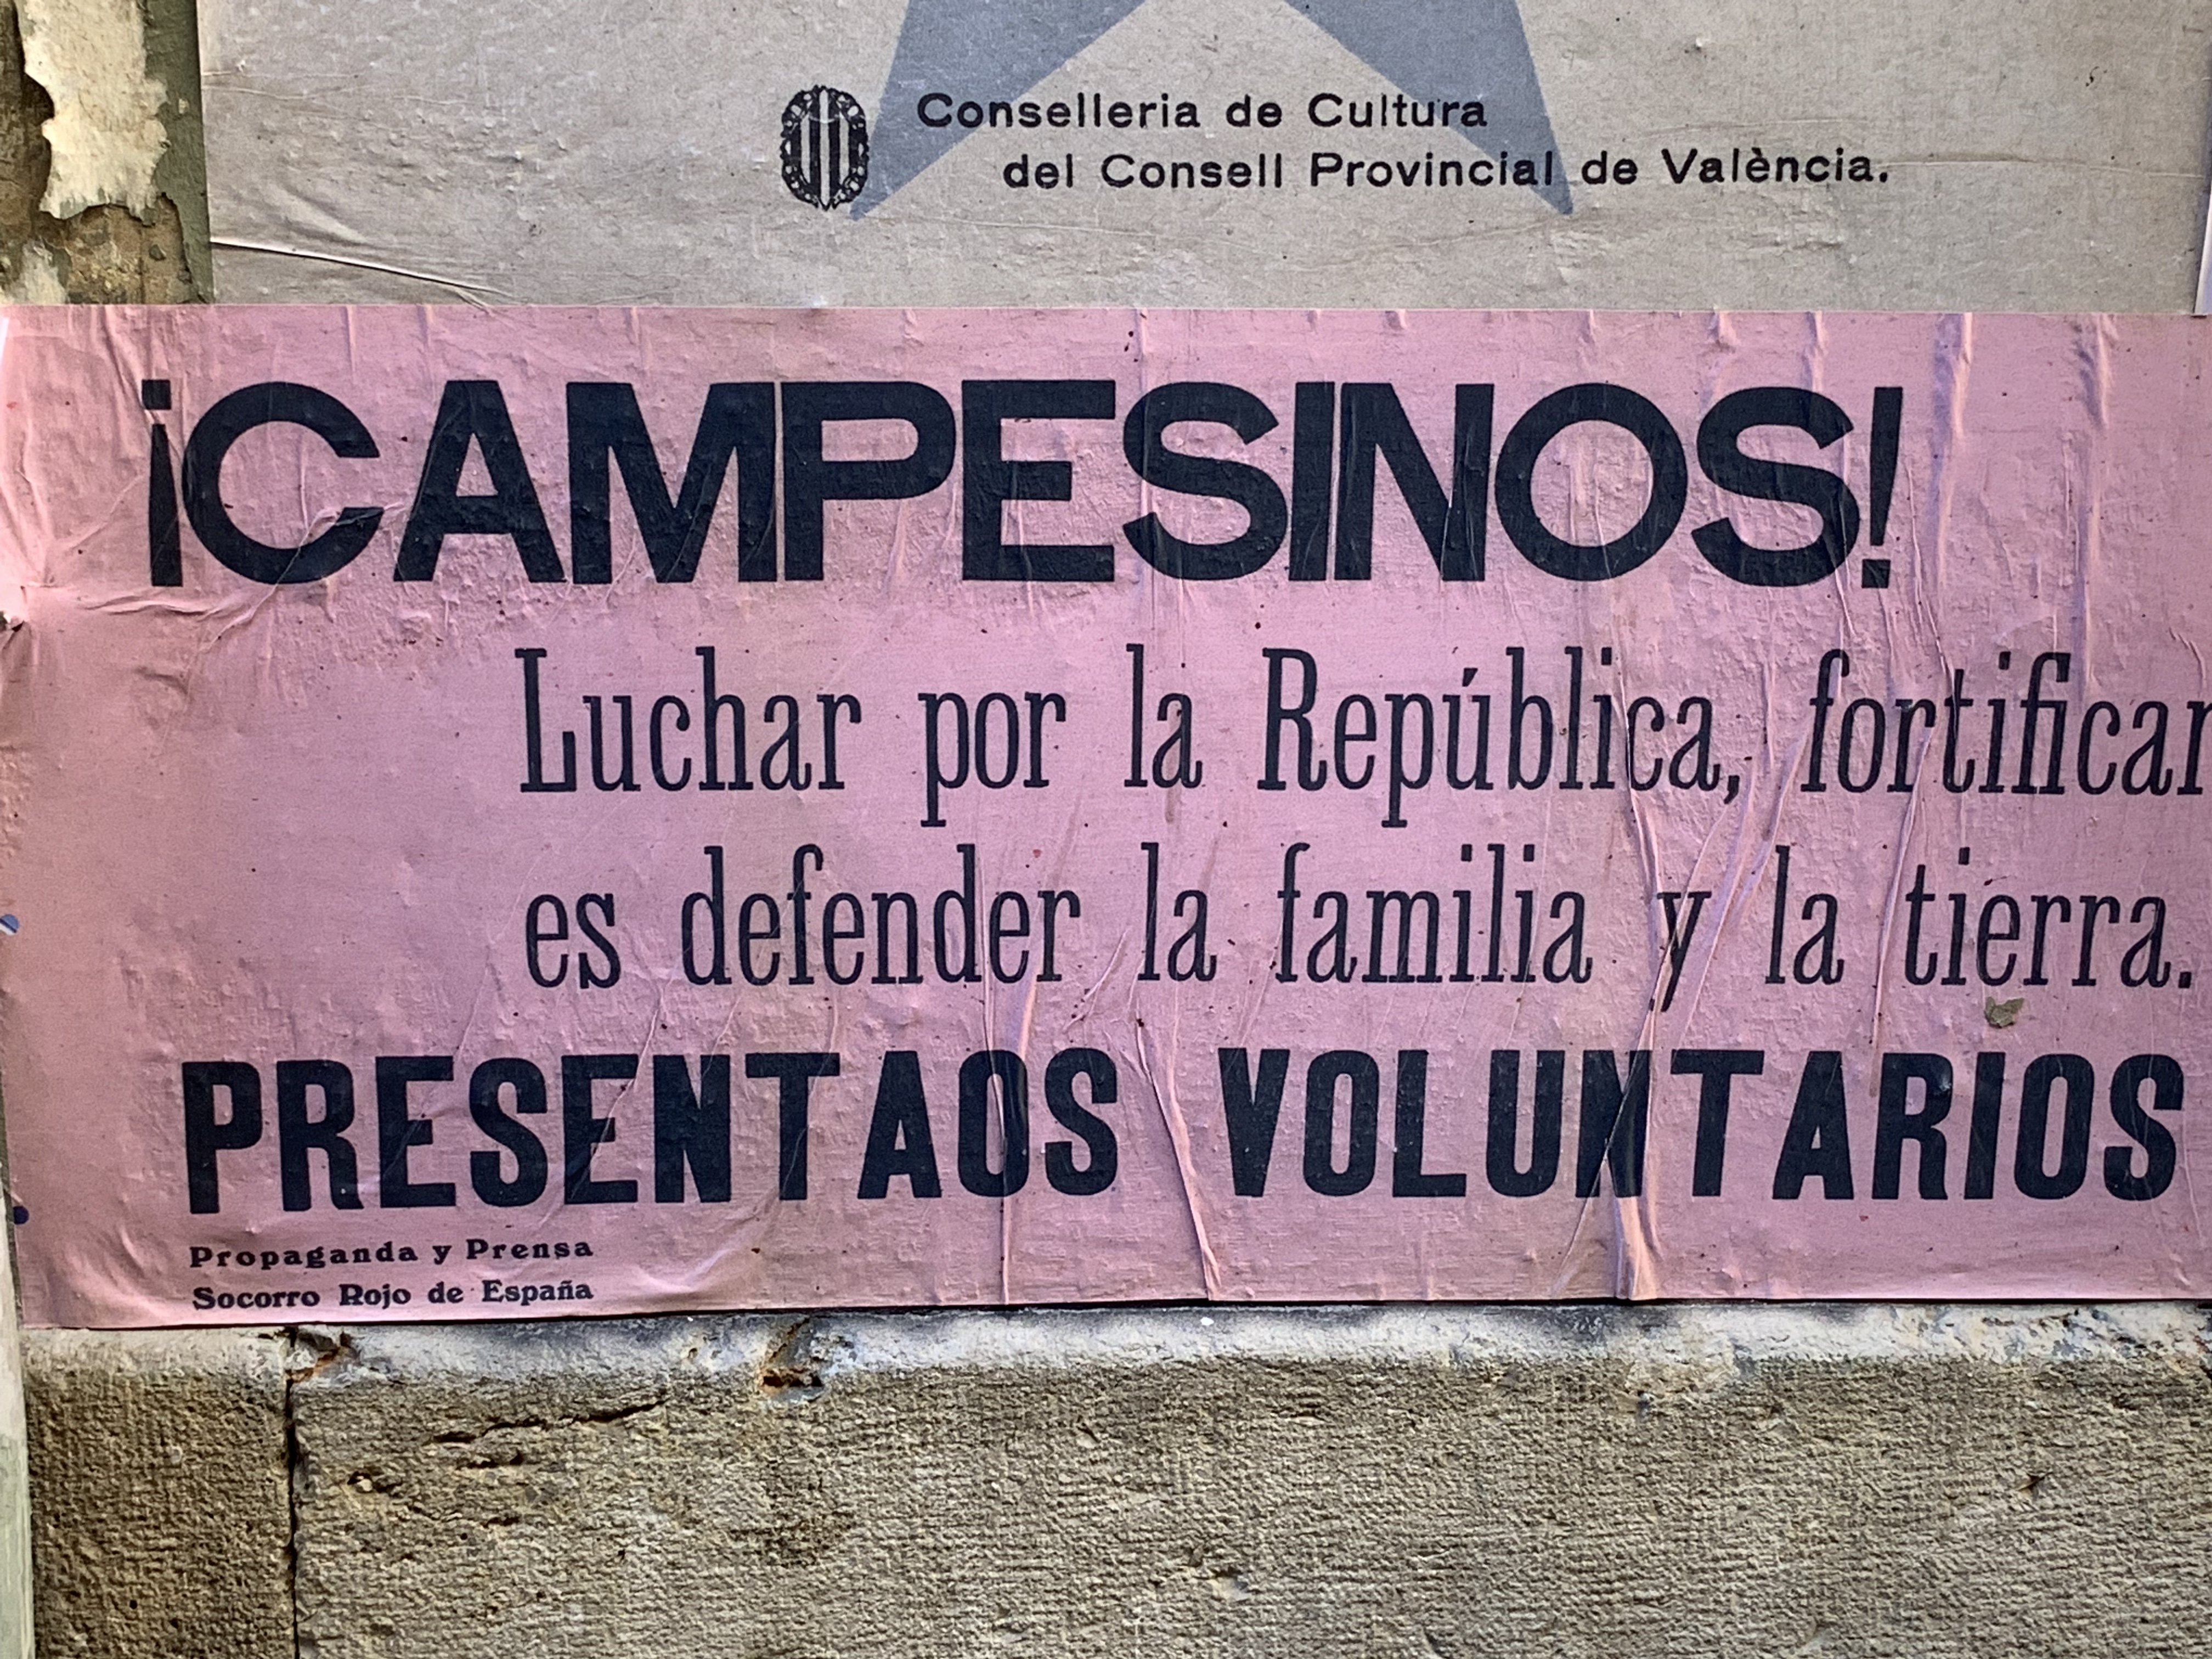 Conselleria de Cultura
del Consell Provincial de València.
¡CAMPESINOS!
Luchar por la República, fortificar
es defender la familia y la tierra.
PRESENTAOS VOLUNTARIOS
Propaganda y Prensa
Socorro Rojo de España